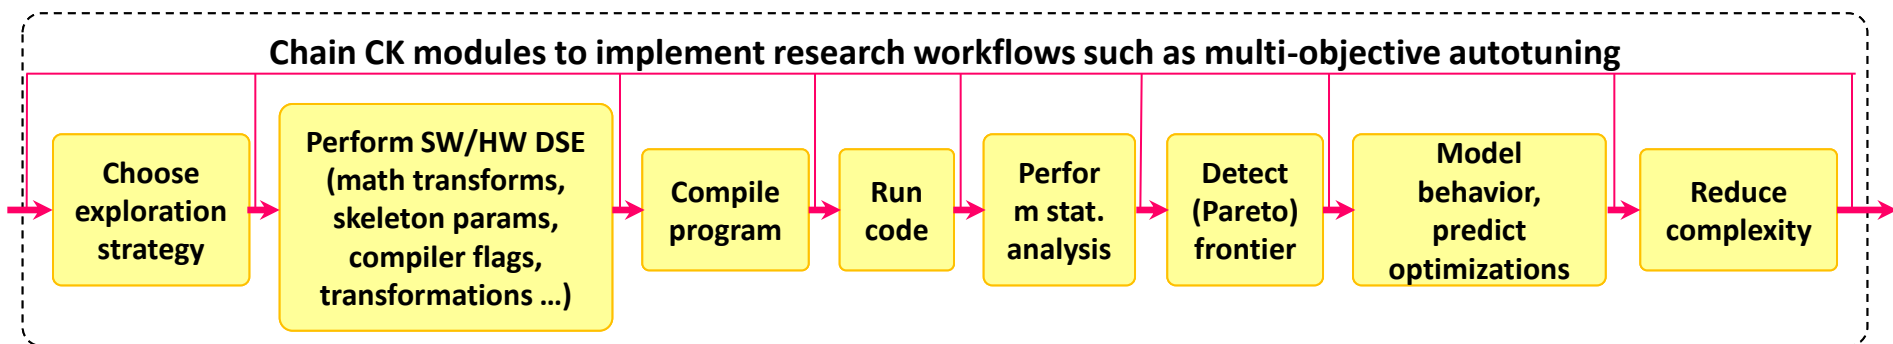 Chain CK modules to implement research workflows such as multi-objective autotuning
Choose
exploration
strategy
Perform SW/HW DSE
(math transforms,
skeleton params,
compiler flags,
transformations ...)
Compile
program
Run
code
Perfor
m stat.
analysis
Detect
(Pareto)
frontier
Model
behavior,
predict
optimizations
Reduce
complexity